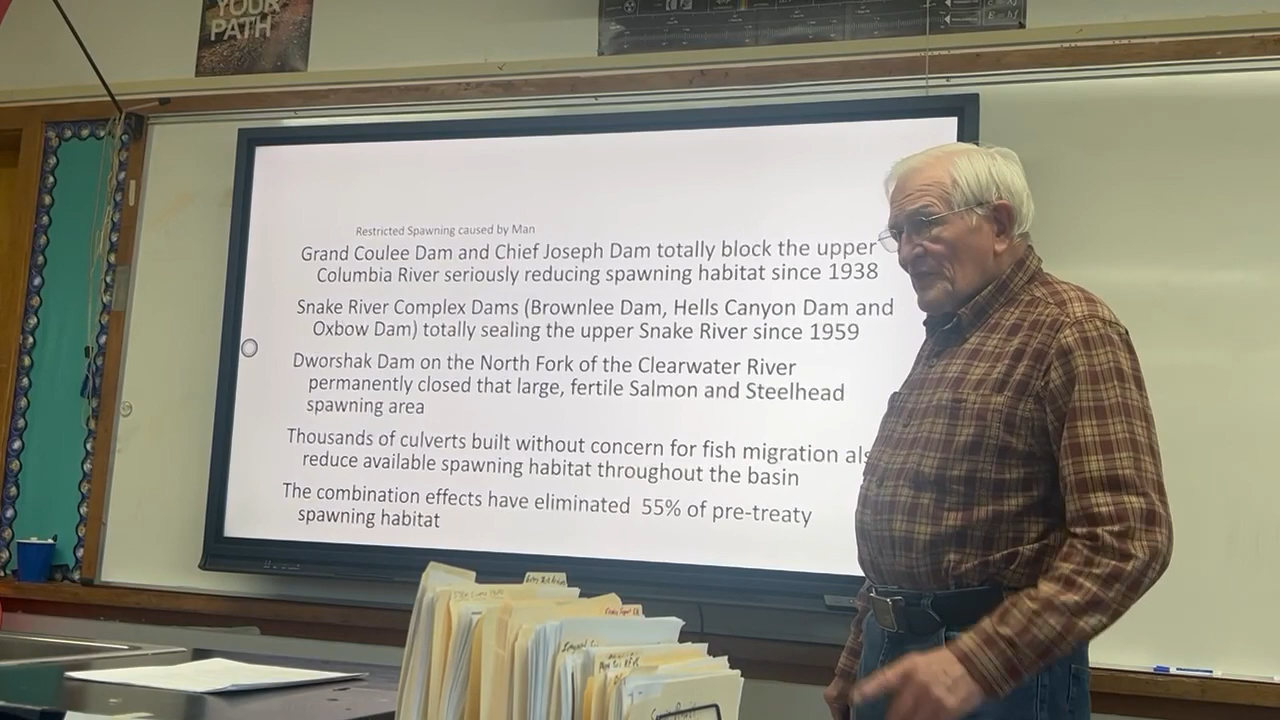 YOUR
PATH
Restricted Spawning caused by Man
Grand Coulee Dam and Chief Joseph Dam totally block the upper
Columbia River seriously reducing spawning habitat since 1938
Snake River Complex Dams (Brownlee Dam, Hells Canyon Dam and
Oxbow Dam) totally sealing the upper Snake River since 1959
Dworshak Dam on the North Fork of the Clearwater River
permanently closed that large, fertile Salmon and Steelhead
spawning area
Thousands of culverts built without concern for fish migration als
reduce available spawning habitat throughout the basin
The combination effects have eliminated 55% of pre-treaty
spawning habitat